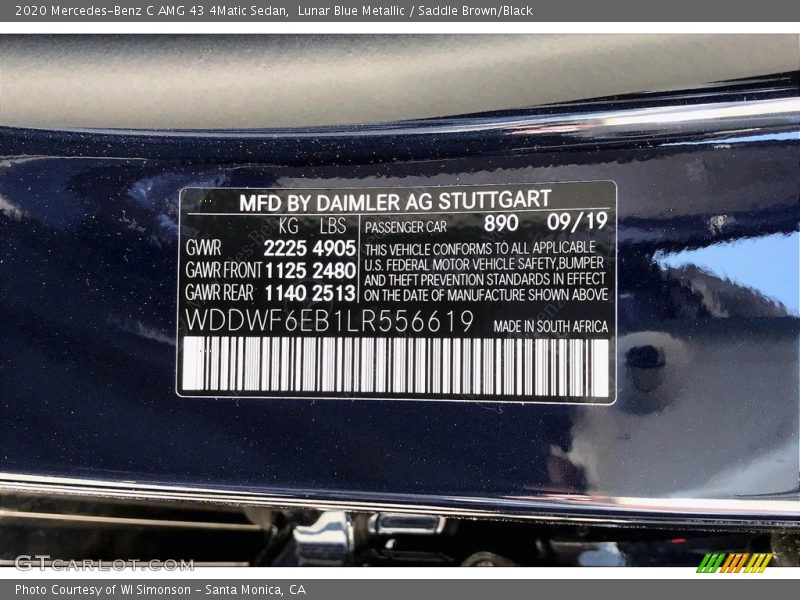 2020 Mercedes-Benz C AMG 43 4Matic Sedan,  Lunar Blue Metallic / Saddle Brown/Black
MFD BY DAIMLER AG STUTTGART
KG LBS PASSENGER CAR 890 09/19
GVWR 2225 4905 THIS VEHICLE CONFORMS TO ALL APPLICABLE
GAWR FRONT 1125 2480 U.S. FEDERAL MOTOR VEHICLE SAFETY,BUMPER
GAWR REAR 1140 2513 AND THEFT PREVENTION STANDARDS IN EFFECT
ON THE DATE OF MANUFACTURE SHOWN ABOVE
WDDWF6EB1LR556619 MADE IN SOUTH AFRICA
GTCARLOT.COM
Photo Courtesy of WI Simonson - Santa Monica, CA